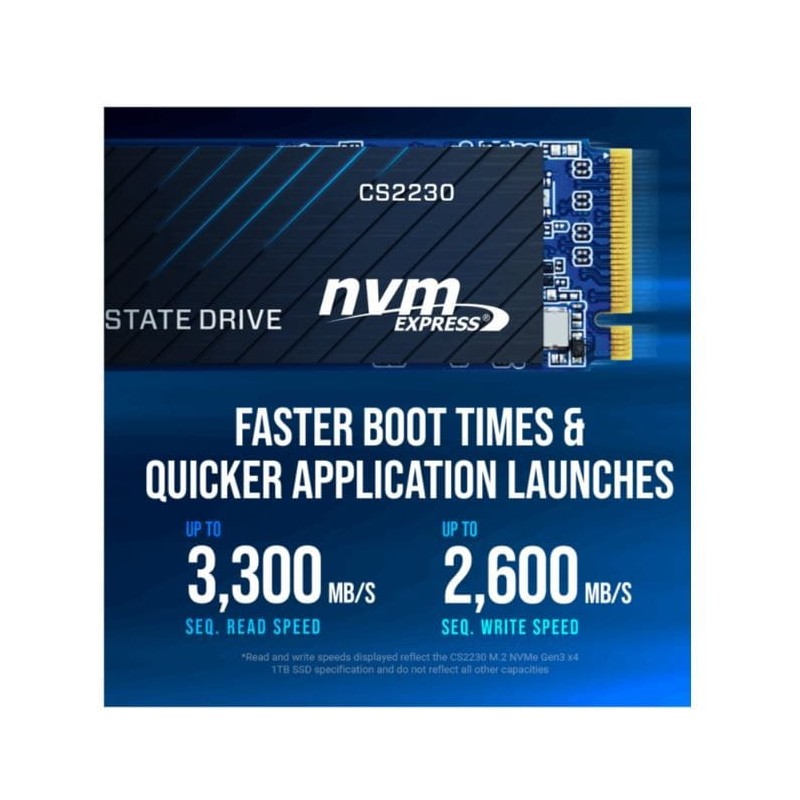 CS2230
nvm
EXPRESS®
STATE DRIVE
FASTER BOOT TIMES &
QUICKER APPLICATION LAUNCHES
UP TO
3,300 MB/S
SEQ. READ SPEED
UP TO
2,600 MB/S
SEQ. WRITE SPEED
*Read and write speeds displayed reflect the CS2230 M.2 NVMe Gen3 x4
1TB SSD specification and do not reflect all other capacities